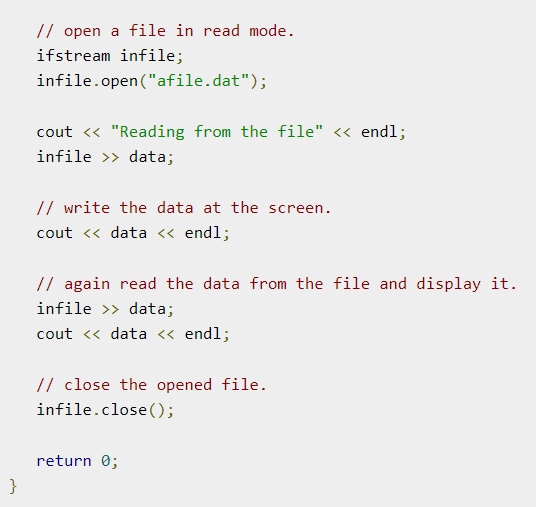 // open a file in read mode.
ifstream infile;
infile.open("afile.dat");
cout << "Reading from the file" << endl;
infile >> data;
// write the data at the screen.
cout << data << endl;
// again read the data from the file and display it.
infile >> data;
cout << data << endl;
// close the opened file.
infile.close();
return 0;
}